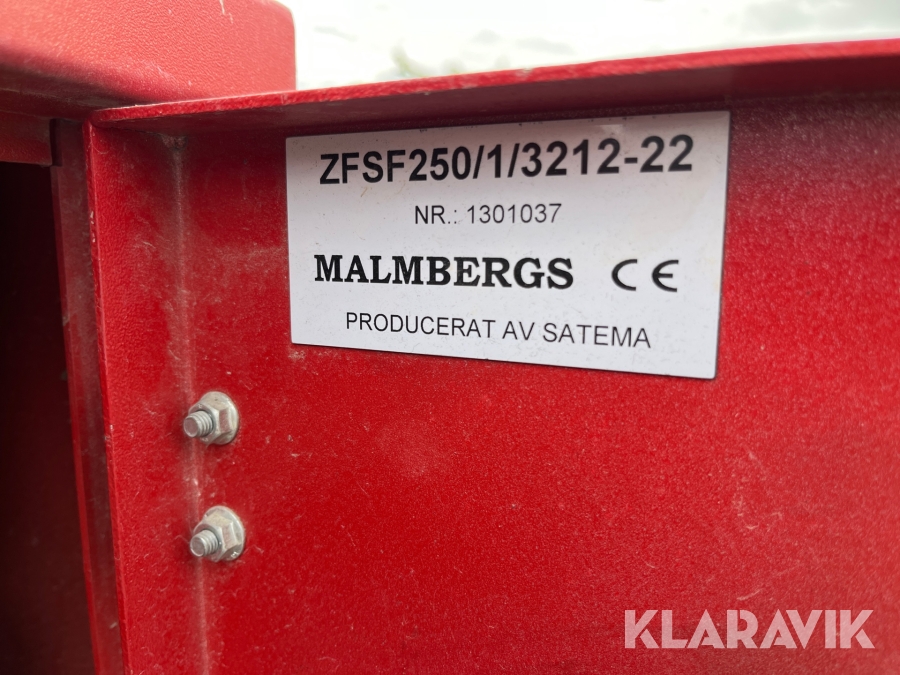 ZFSF250/1/3212-22
NR.: 1301037
MALMBERGS CE
PRODUCERAT AV SATEMA
KLARAVIK